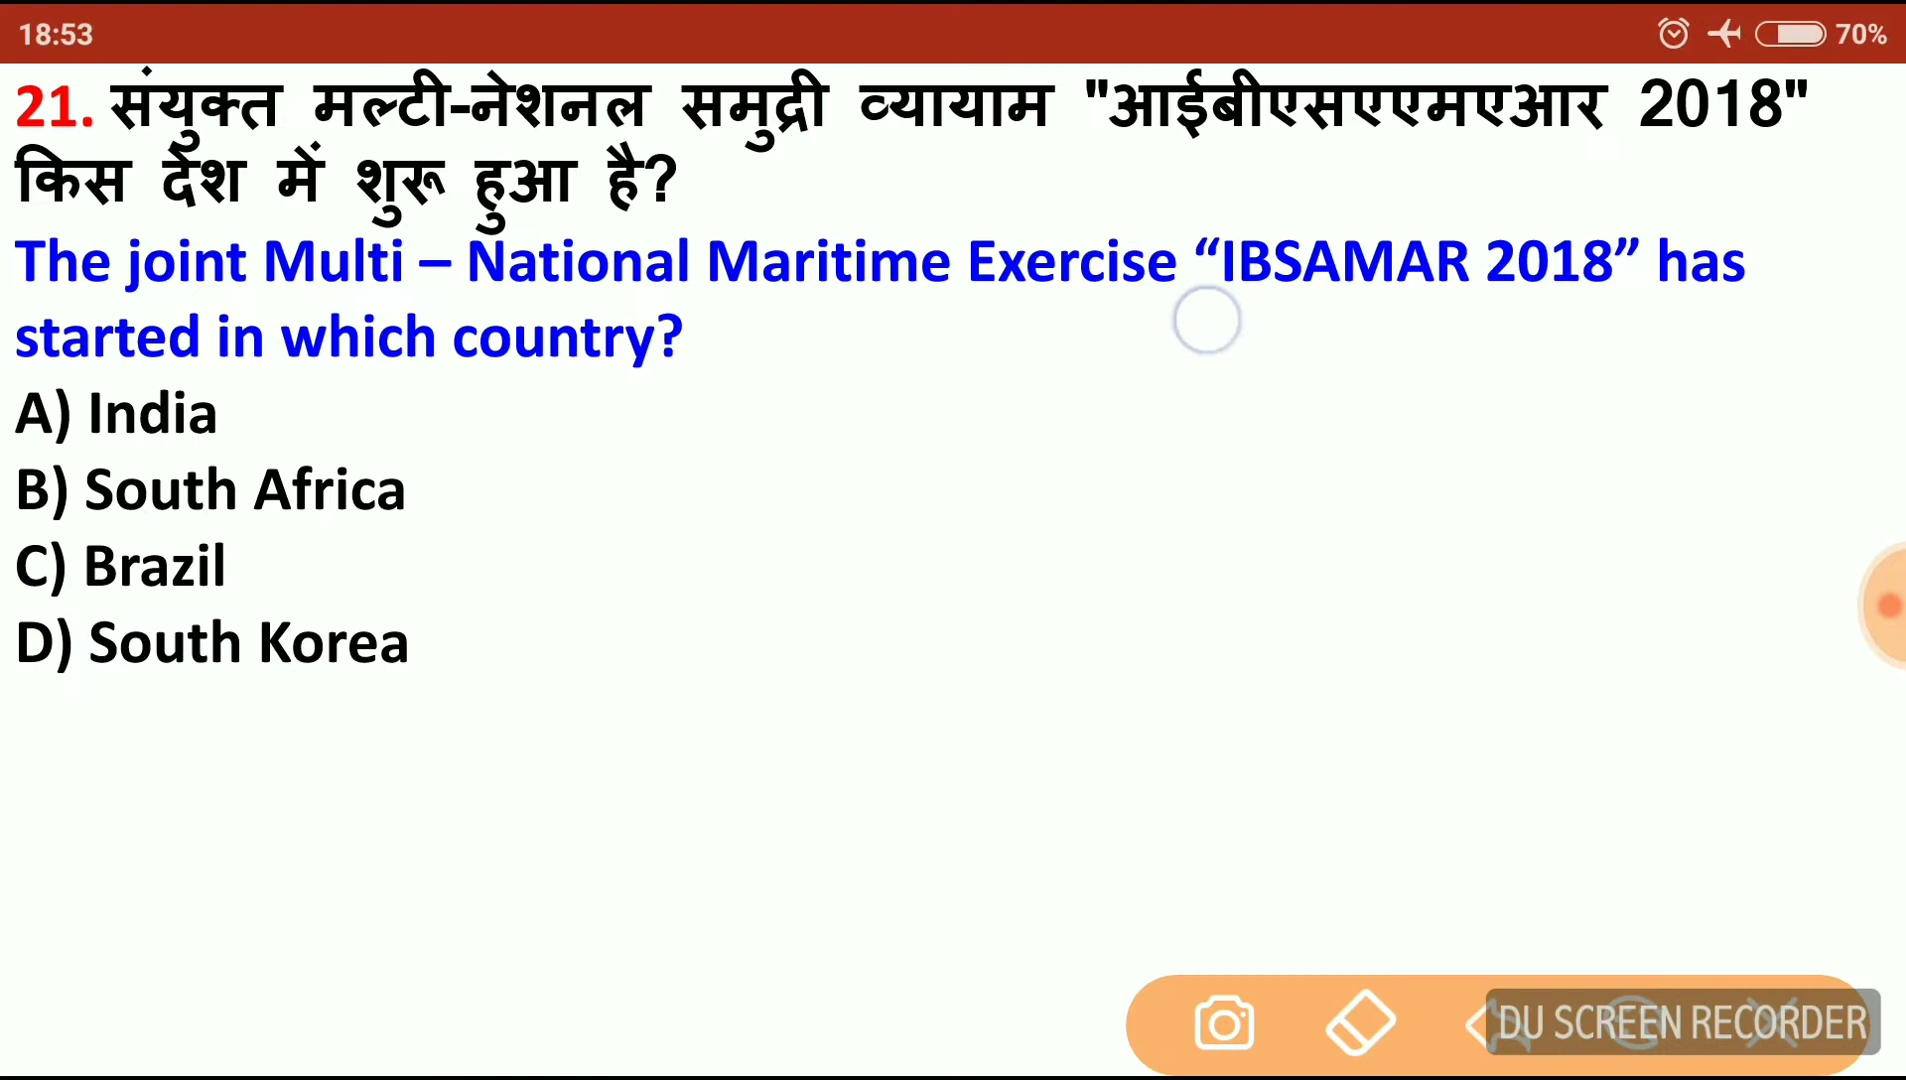 18:53
70%
21. संयुक्त मल्टी-नेशनल समुद्री व्यायाम "आईबीएसएएमएआर 2018"
किस देश में शुरू हुआ है?
The joint Multi – National Maritime Exercise “IBSAMAR 2018” has
started in which country?
A) India
B) South Africa
C) Brazil
D) South Korea
DU SCREEN RECORDER